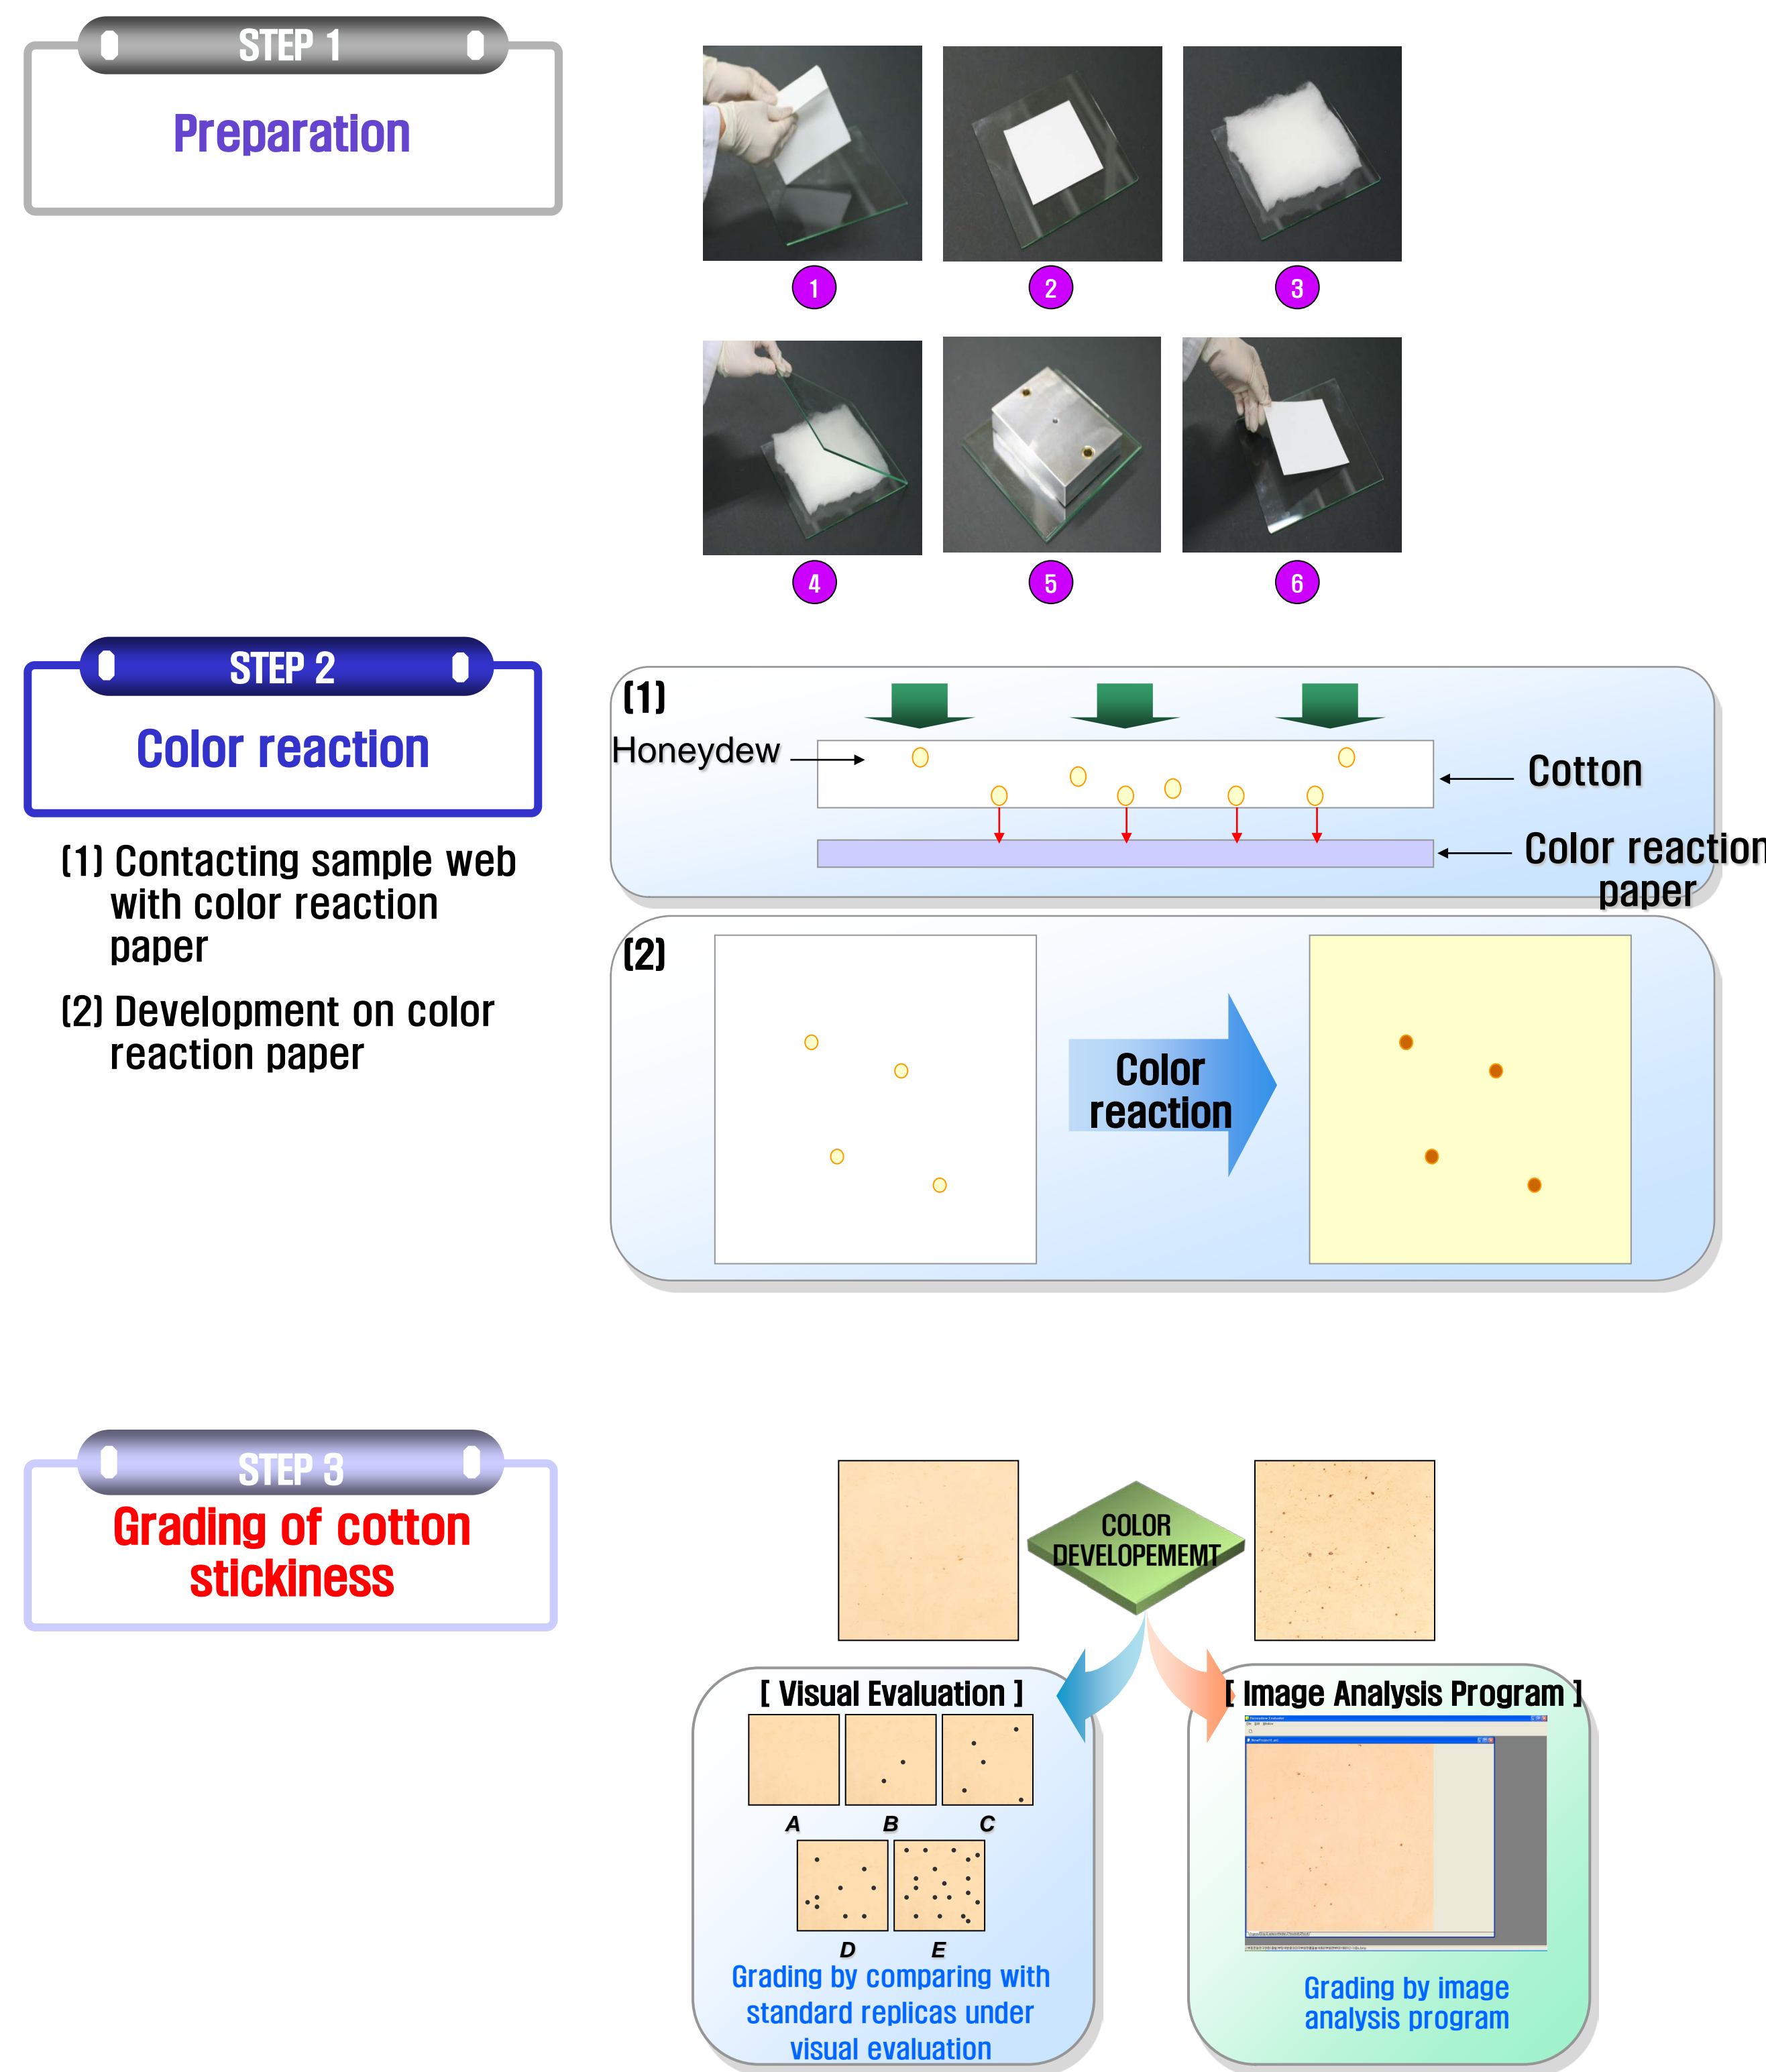 STEP 1
Preparation
1
2
3
4
5
6
STEP 2
Color reaction
(1) Contacting sample web
with color reaction
paper
(2) Development on color
reaction paper
(1)
Honeydew
Cotton
Color reaction
paper
(2)
Color
reaction
STEP 3
Grading of cotton
stickiness
COLOR
DEVELOPEMEMT
[ Visual Evaluation ]
A
B
C
D
E
Grading by comparing with
standard replicas under
visual evaluation
[ Image Analysis Program ]
Grading by image
analysis program